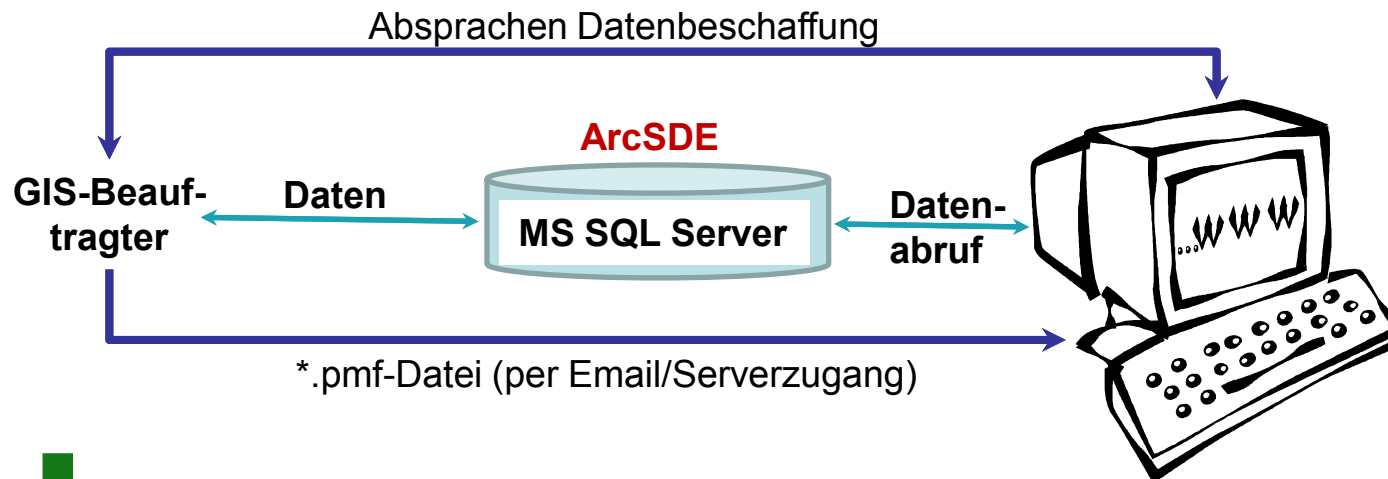 Absprachen Datenbeschaffung
ArcSDE
GIS-Beauf-
tragter
Daten
MS SQL Server
Daten-
abruf
...WWW
*.pmf-Datei (per Email/Serverzugang)